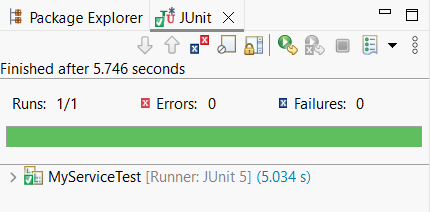 Package Explorer JUnit
Finished after 5.746 seconds
Runs: 1/1 Errors: 0 Failures: 0
MyServiceTest [Runner: JUnit 5] (5.034 s)